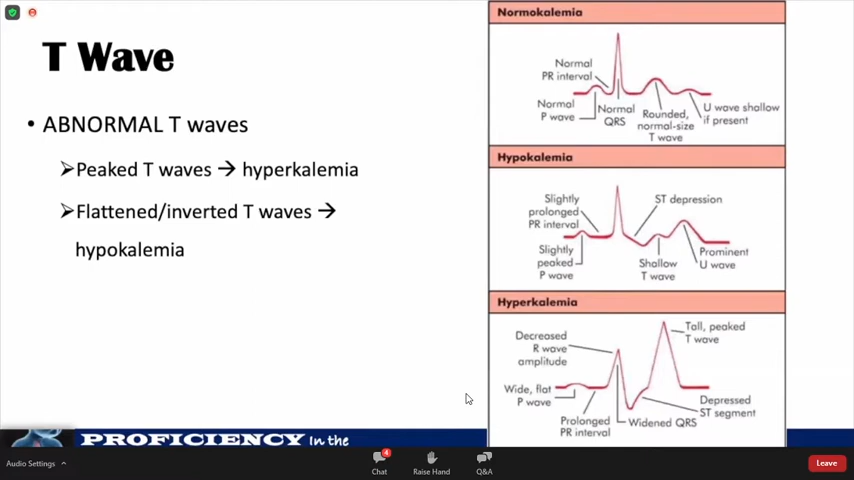 T Wave
• ABNORMAL T waves
➢Peaked T waves → hyperkalemia
➢Flattened/inverted T waves →
hypokalemia
Normokalemia
Normal
PR interval
Normal
P wave
Normal
QRS
Rounded,
normal-size
T wave
U wave shallow
if present
Hypokalemia
Slightly
prolonged
PR interval
ST depression
Slightly
peaked
P wave
Shallow
T wave
Prominent
U wave
Hyperkalemia
Decreased
R wave
amplitude
Tall, peaked
T wave
Wide, flat
P wave
Prolonged
PR interval
Widened QRS
Depressed
ST segment
PROFICIENCY In the
Audio Settings
4
Chat
Raise Hand
Q&A
Leave